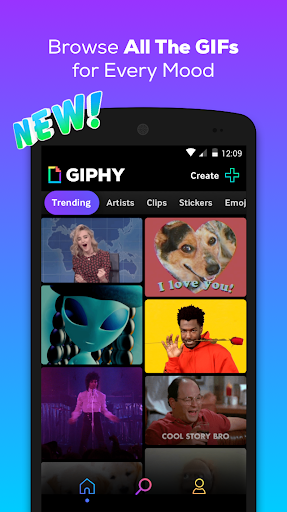 Browse All The GIFs
for Every Mood
NEW!
12:09
GIPHY
Create
Trending Artists Clips Stickers Emoj
I love you!
COOL STORY BRO